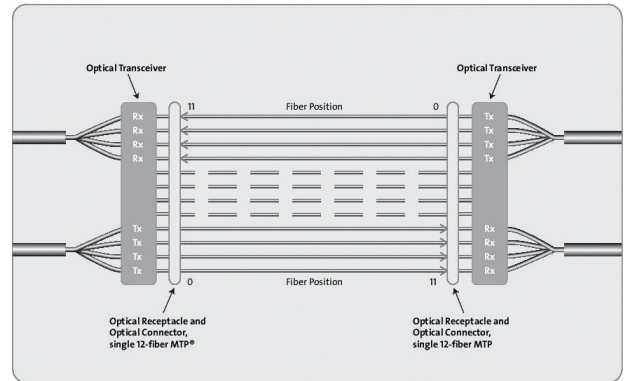 Optical Transceiver
Optical Transceiver
11
Fiber Position
0
Rx
Tx
Rx
Tx
Rx
Tx
Rx
Tx
Tx
Rx
Tx
Rx
Tx
Rx
Tx
Rx
0
Fiber Position
11
Optical Receptacle and
Optical Connector,
single 12-fiber MTP®
Optical Receptacle and
Optical Connector,
single 12-fiber MTP